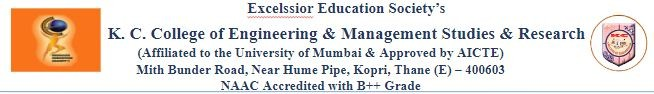 Excelssior Education Society's
K. C. College of Engineering & Management Studies & Research
(Affiliated to the University of Mumbai & Approved by AICTE)
Mith Bunder Road, Near Hume Pipe, Kopri, Thane (E) – 400603
NAAC Accredited with B++ Grade